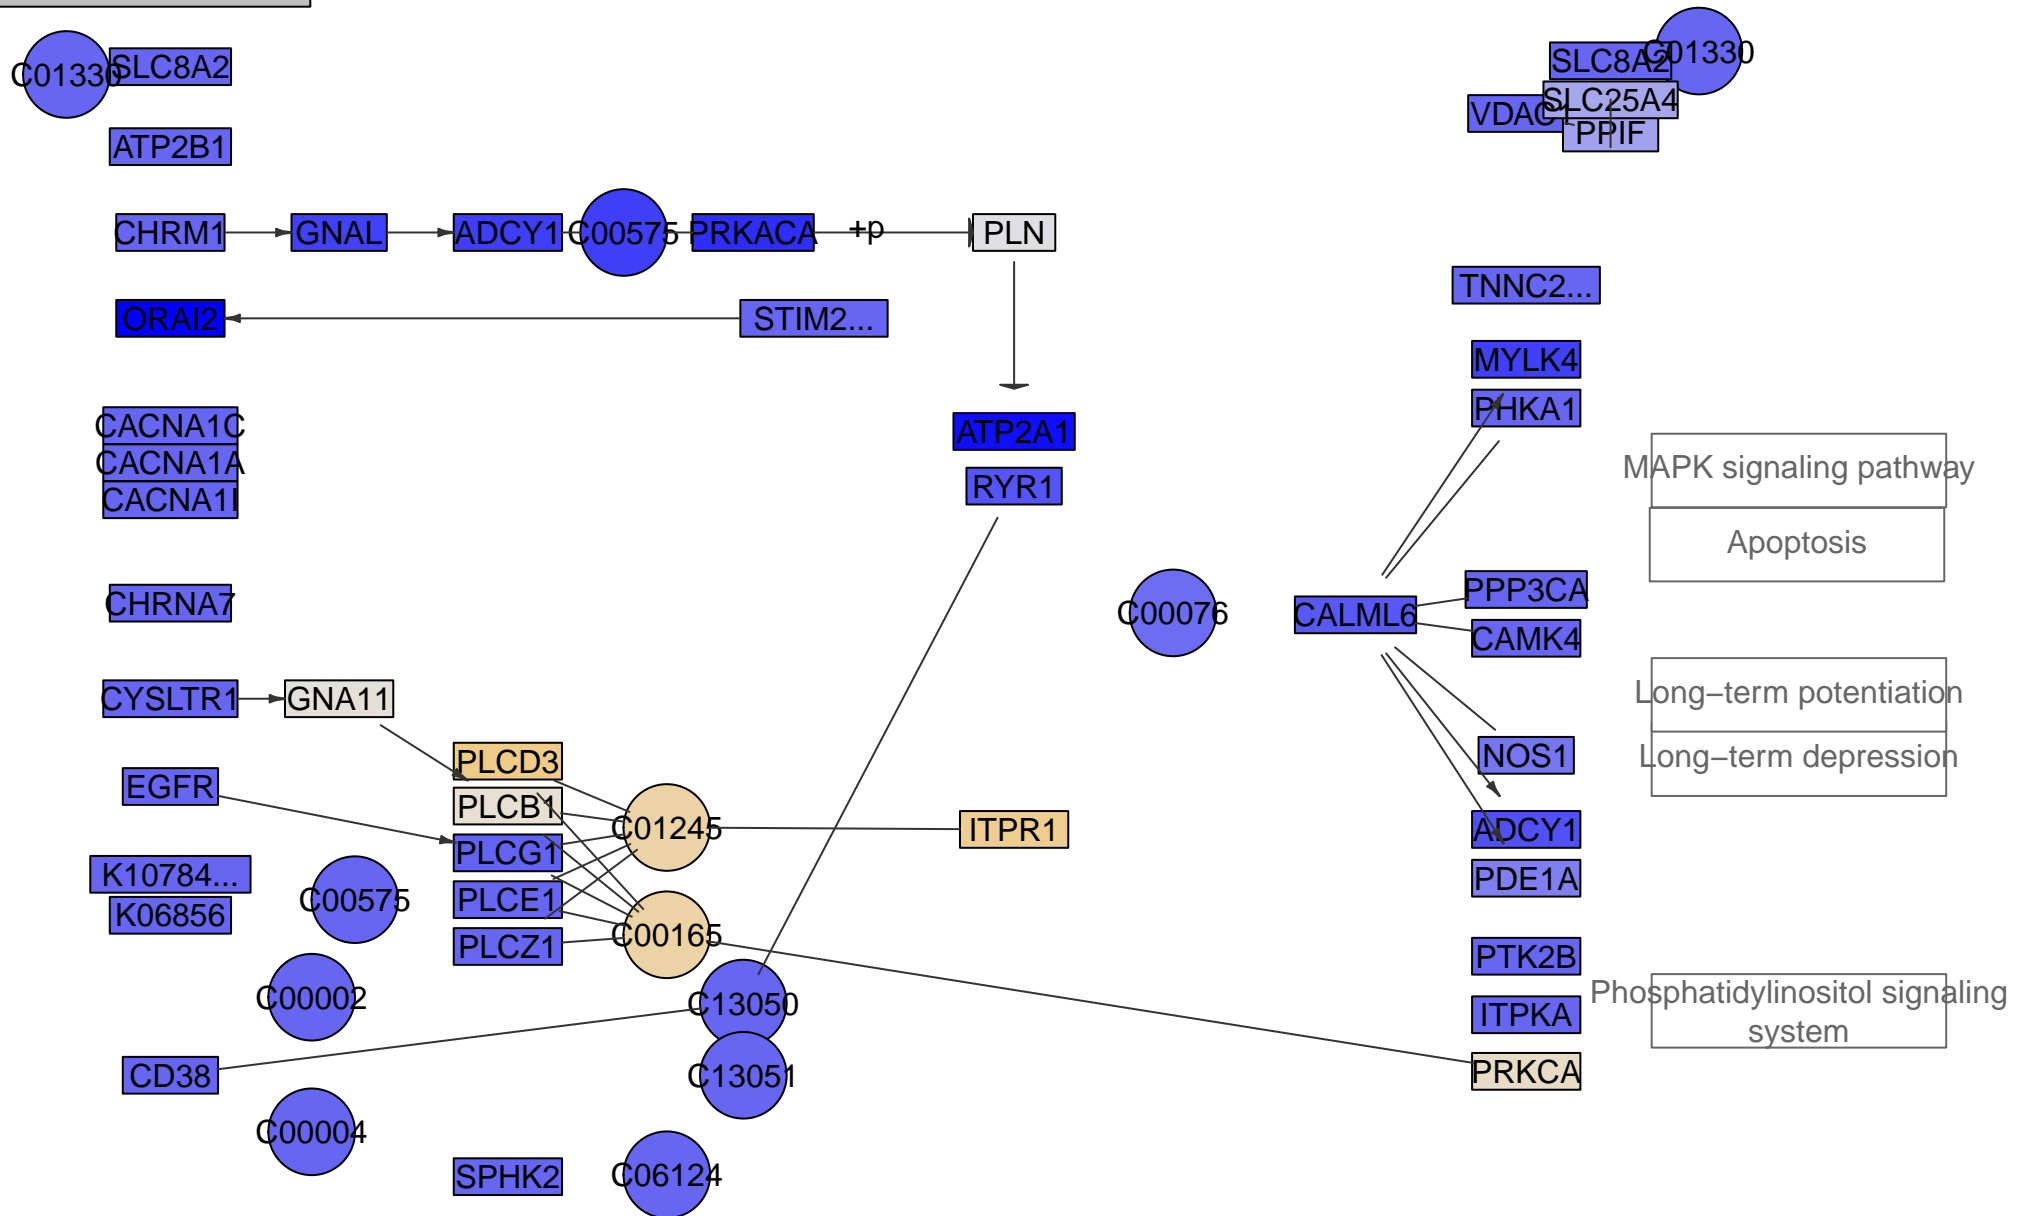 C01330
SLC8A2
SLC8A2
C01330
SLC25A4
VDAC1
PPIF
ATP2B1
CHRM1
GNAL
ADCY1
C00575
PRKACA
+p
PLN
TNNC2...
ORAI2
STIM2...
MYLK4
PHKA1
CACNA1C
CACNA1A
CACNA1I
ATP2A1
RYR1
MAPK signaling pathway
Apoptosis
CHRNA7
C00076
CALML6
PPP3CA
CAMK4
CYSLTR1
GNA11
Long−term potentiation
Long−term depression
NOS1
EGFR
PLCD3
PLCB1
PLCG1
PLCE1
PLCZ1
C01245
C00165
ITPR1
ADCY1
PDE1A
K10784...
K06856
C00575
C00002
C13050
C13051
PTK2B
ITPKA
PRKCA
Phosphatidylinositol signaling
system
CD38
C00004
SPHK2
C06124